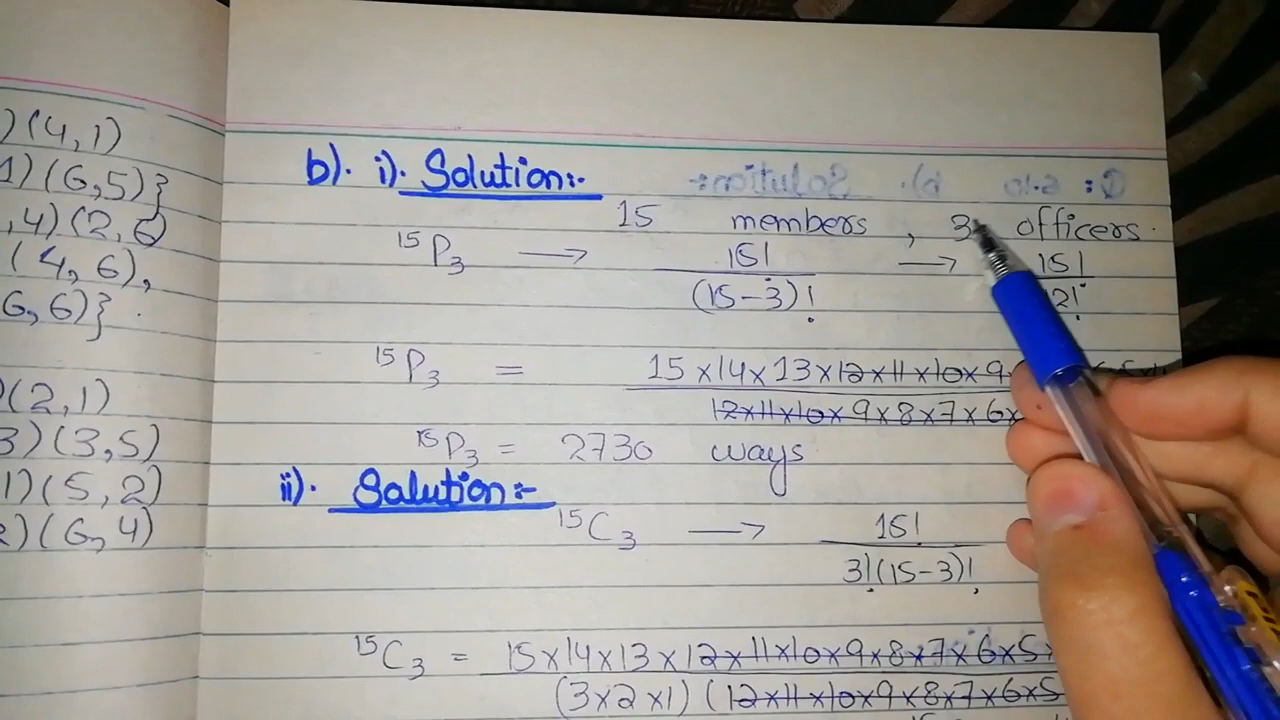 )(4,1)
1)(6,5)}
,4)(2,6)
(4,6),
6,6)}
)(2,1)
3)(3,5)
1)(5,2)
2)(6,4)
b). i). Solution:-
15 members, 3 officers.
¹⁵P₃ → 15! / (15-3)! → 15! / 12!
¹⁵P₃ = 15×14×13×12×11×10×9 / 12×11×10×9×8×7×6×
¹⁵P₃ = 2730 ways
ii). Salution:-
¹⁵C₃ → 15! / 3!(15-3)!
¹⁵C₃ = 15×14×13×12×11×10×9×8×7×6×5× / (3×2×1)(12×11×10×9×8×7×6×5